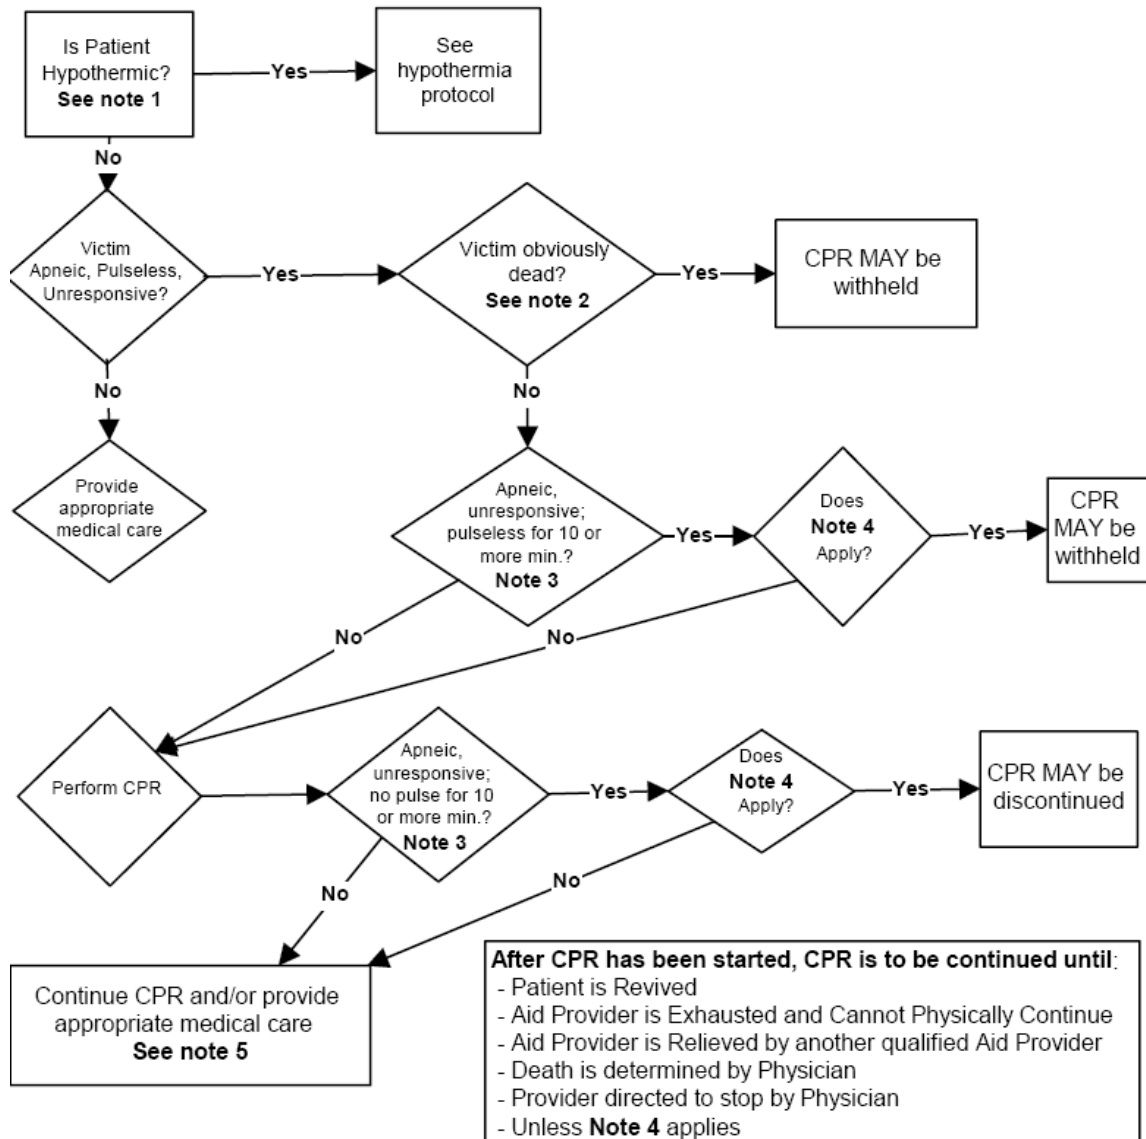 Is Patient
Hypothermic?
See note 1
Yes
See
hypothermia
protocol
No
Victim
Apneic, Pulseless,
Unresponsive?
Yes
Victim obviously
dead?
See note 2
Yes
CPR MAY be
withheld
No
No
Provide
appropriate
medical care
Apneic,
unresponsive;
pulseless for 10 or
more min.?
Note 3
Yes
Does
Note 4
Apply?
Yes
CPR
MAY be
withheld
No
No
Perform CPR
Apneic,
unresponsive;
no pulse for 10
or more min.?
Note 3
Yes
Does
Note 4
Apply?
Yes
CPR MAY be
discontinued
No
No
Continue CPR and/or provide
appropriate medical care
See note 5
After CPR has been started, CPR is to be continued until:
- Patient is Revived
- Aid Provider is Exhausted and Cannot Physically Continue
- Aid Provider is Relieved by another qualified Aid Provider
- Death is determined by Physician
- Provider directed to stop by Physician
- Unless Note 4 applies